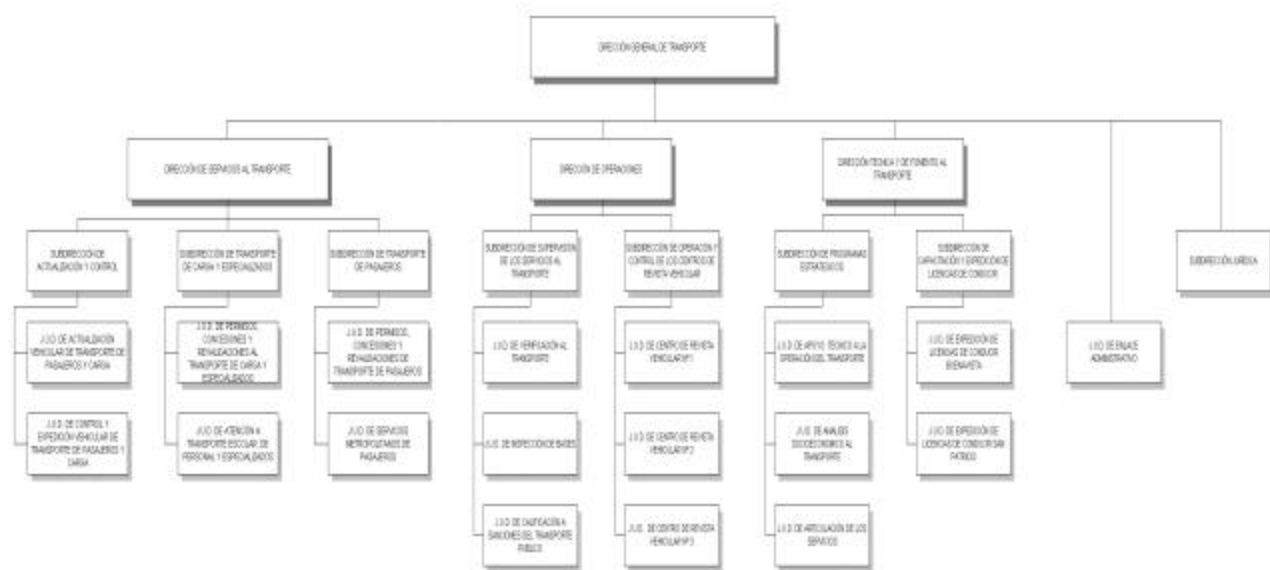 DIRECCIÓN GENERAL DE TRANSPORTE
DIRECCIÓN DE SERVICIOS AL TRANSPORTE
DIRECCIÓN DE OPERACIONES
DIRECCIÓN TÉCNICA Y DE FOMENTO AL
TRANSPORTE
SUBDIRECCIÓN DE
ACTUALIZACIÓN Y CONTROL
SUBDIRECCIÓN DE TRANSPORTE
DE CARGA Y ESPECIALIZADOS
SUBDIRECCIÓN DE TRANSPORTE
DE PASAJEROS
SUBDIRECCIÓN DE SUPERVISIÓN
DE LOS SERVICIOS AL
TRANSPORTE
SUBDIRECCIÓN DE OPERACIÓN Y
CONTROL DE LOS CENTROS DE
REVISTA VEHICULAR
SUBDIRECCIÓN DE PROGRAMAS
ESTRATEGICOS
SUBDIRECCIÓN DE
CAPACITACIÓN Y EXPEDICIÓN DE
LICENCIAS DE CONDUCIR
SUBDIRECCIÓN JURÍDICA
J.U.D. DE ACTUALIZACIÓN
VEHICULAR DE TRANSPORTE DE
PASAJEROS Y CARGA
J.U.D. DE PERMISOS,
CONCESIONES Y
REVALIDACIONES AL
TRANSPORTE DE CARGA Y
ESPECIALIZADOS
J.U.D. DE PERMISOS,
CONCESIONES Y
REVALIDACIONES DE
TRANSPORTE DE PASAJEROS
J.U.D. DE VERIFICACIÓN AL
TRANSPORTE
J.U.D. DE CENTRO DE REVISTA
VEHICULAR Nº1
J.U.D. DE APOYO TÉCNICO A LA
OPERACIÓN DEL TRANSPORTE
J.U.D. DE EXPEDICIÓN DE
LICENCIAS DE CONDUCIR
BUENAVISTA
J.U.D. DE ENLACE
ADMINISTRATIVO
J.U.D. DE CONTROL Y
EXPEDICIÓN VEHICULAR DE
TRANSPORTE DE PASAJEROS Y
CARGA
J.U.D. DE ATENCIÓN A
TRANSPORTE ESCOLAR, DE
PERSONAL Y ESPECIALIZADOS
J.U.D. DE SERVICIOS
METROPOLITANOS DE
PASAJEROS
J.U.D. DE INSPECCIÓN DE BASES
J.U.D. DE CENTRO DE REVISTA
VEHICULAR Nº 2
J.U.D. DE ANALISIS
SOCIOECONOMICO AL
TRANSPORTE
J.U.D. DE EXPEDICIÓN DE
LICENCIAS DE CONDUCIR SAN
PATRICIO
J.U.D. DE CALIFICACIÓN A
SANCIONES DEL TRANSPORTE
PÚBLICO
J.U.D. DE CENTRO DE REVISTA
VEHICULAR Nº 3
J.U.D. DE ARTICULACIÓN DE LOS
SERVICIOS